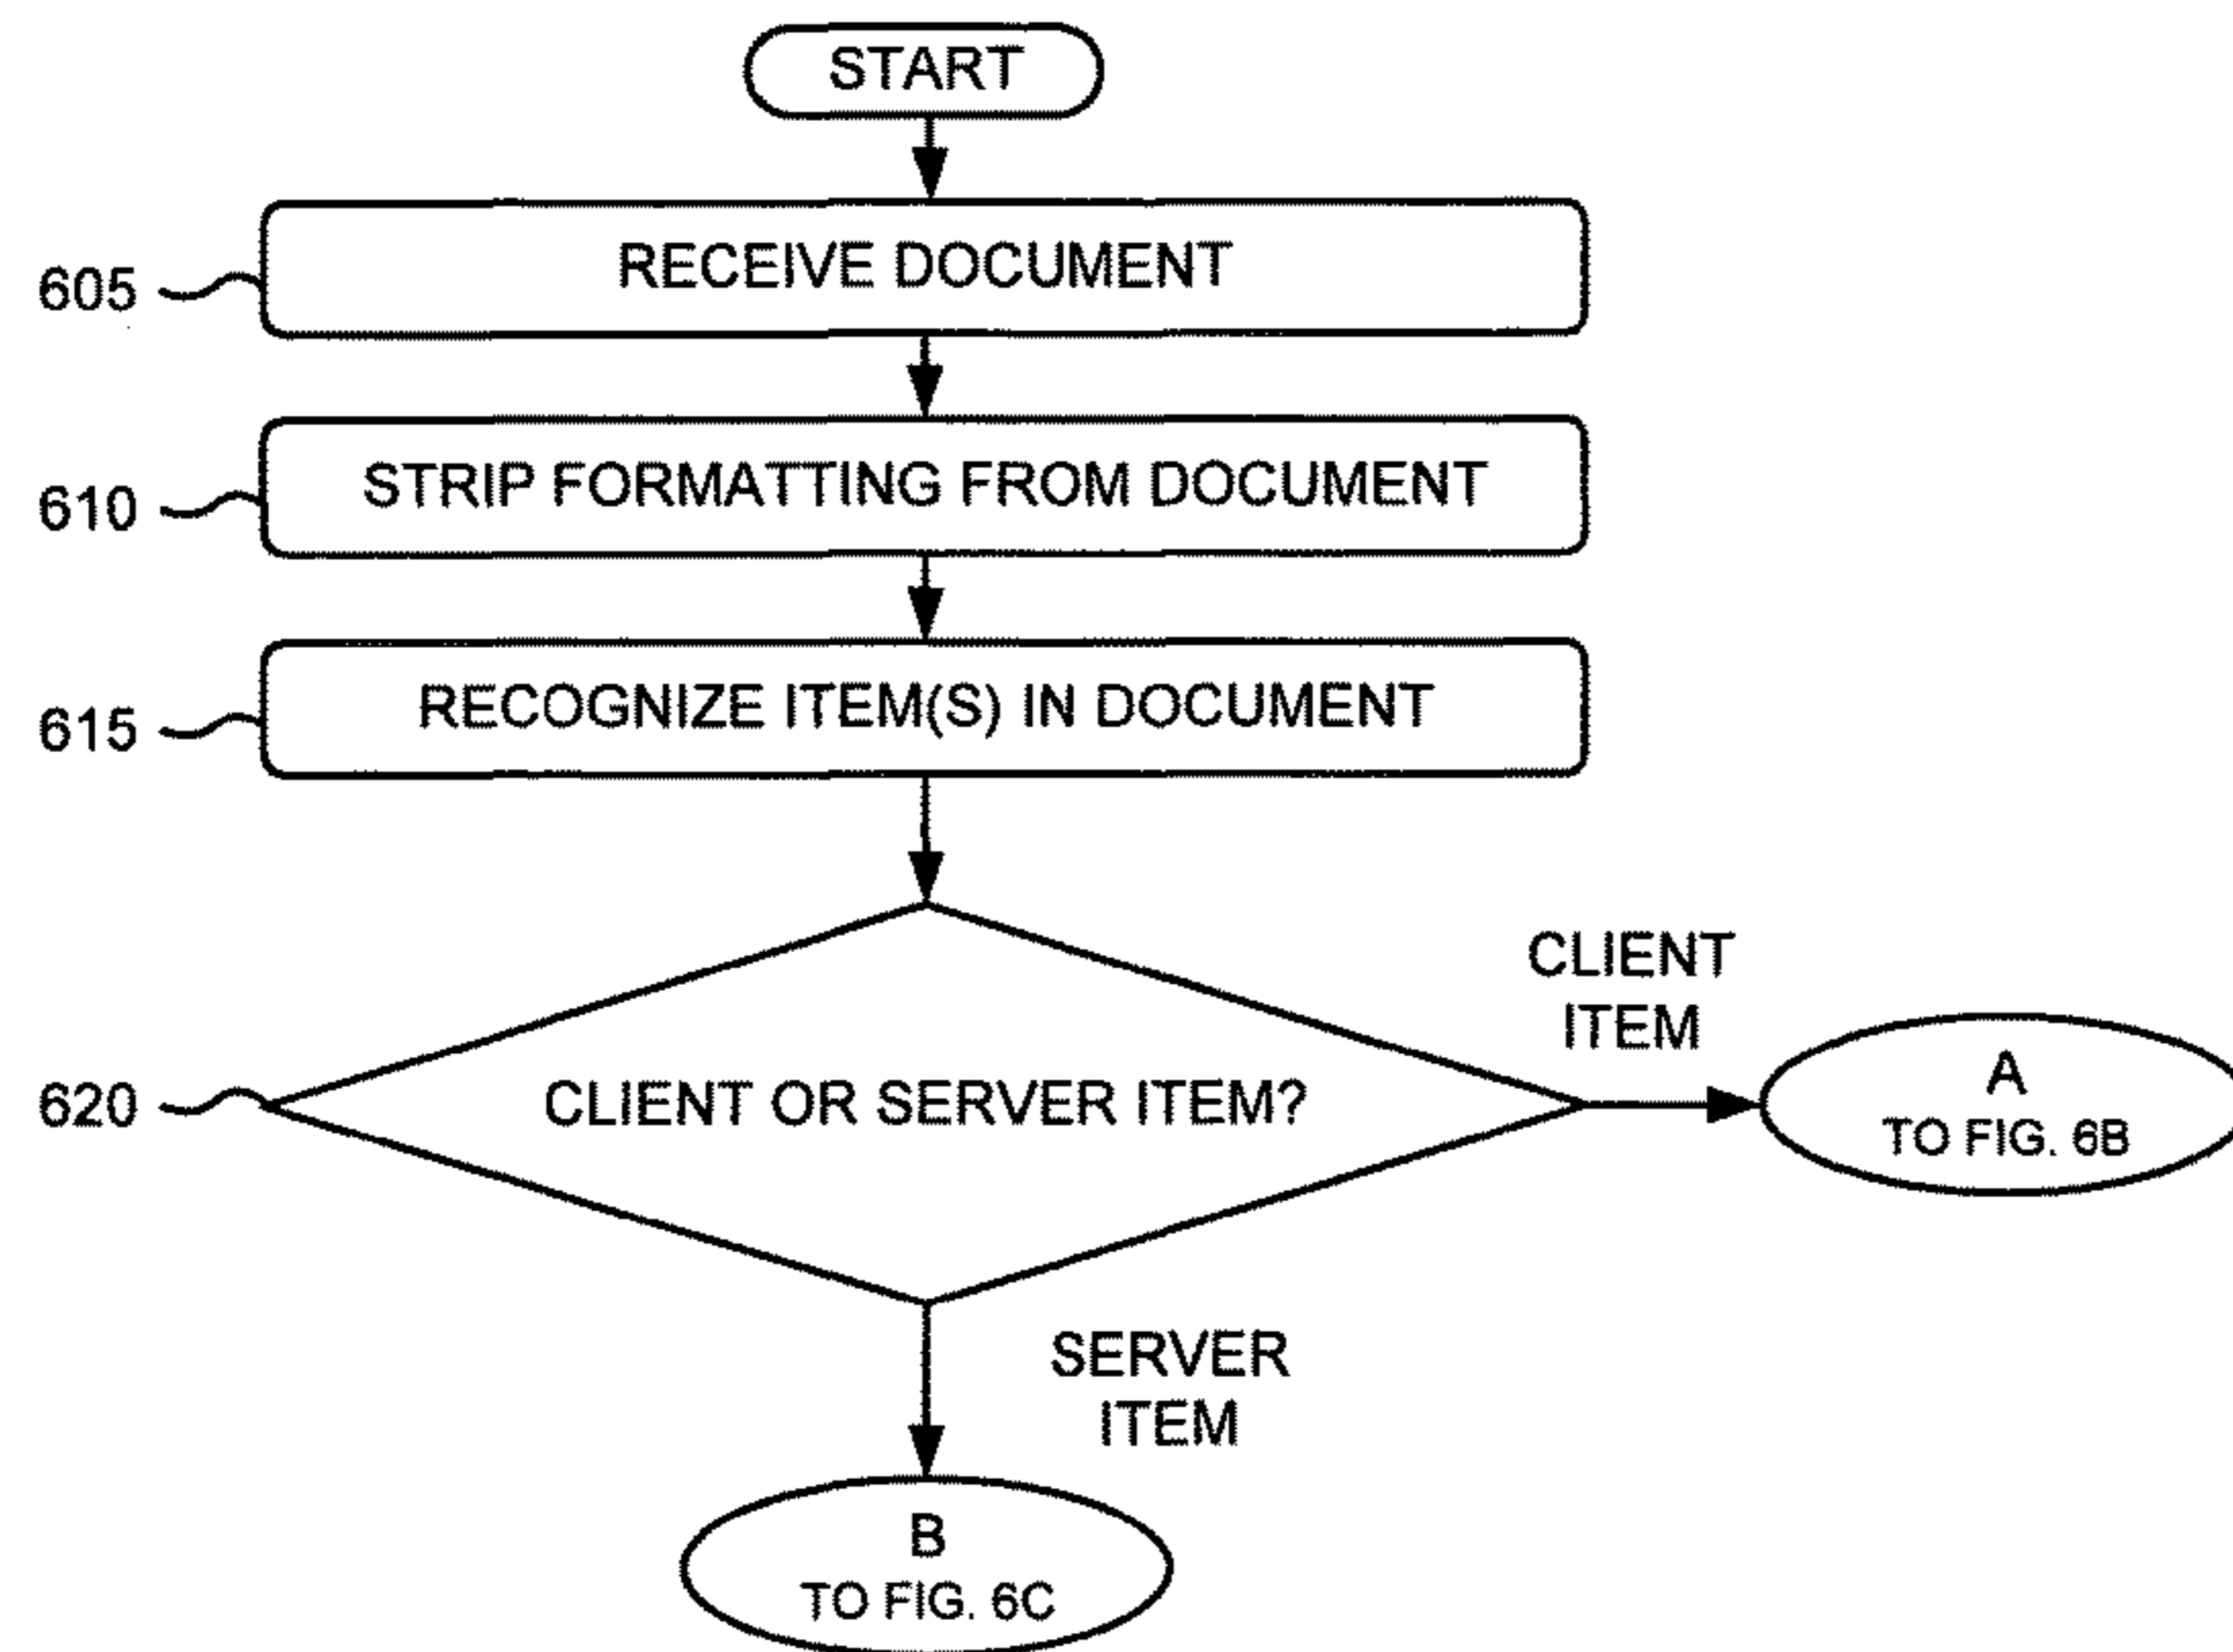 START
605
RECEIVE DOCUMENT
610
STRIP FORMATTING FROM DOCUMENT
615
RECOGNIZE ITEM(S) IN DOCUMENT
620
CLIENT OR SERVER ITEM?
CLIENT
ITEM
A
TO FIG. 6B
SERVER
ITEM
B
TO FIG. 6C